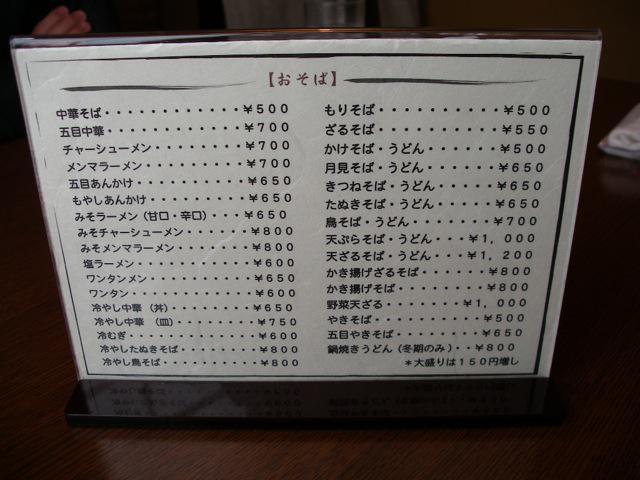 【おそば】
中華そば・・・・・・・・・・・・¥500
五目中華・・・・・・・・・・・・¥700
チャーシューメン・・・・・・・・¥700
メンマラーメン・・・・・・・・・¥700
五目あんかけ・・・・・・・・・・¥650
もやしあんかけ・・・・・・・・・¥650
みそラーメン(甘口・辛口)・・・¥650
みそチャーシューメン・・・・・・¥800
みそメンマラーメン・・・・・・・¥800
塩ラーメン・・・・・・・・・・・¥600
ワンタンメン・・・・・・・・・・¥650
ワンタン・・・・・・・・・・・・¥600
冷やし中華(丼)・・・・・・・・¥650
冷やし中華(皿)・・・・・・・・¥750
冷むぎ・・・・・・・・・・・・・¥600
冷やしたぬきそば・・・・・・・・¥800
冷やし鳥そば・・・・・・・・・・¥800
もりそば・・・・・・・・・・¥500
ざるそば・・・・・・・・・・¥550
かけそば・うどん・・・・・・¥500
月見そば・うどん・・・・・・¥650
きつねそば・うどん・・・・・¥650
たぬきそば・うどん・・・・・¥650
鳥そば・うどん・・・・・・・¥700
天ぷらそば・うどん・・・¥1,000
天ざるそば・うどん・・・¥1,200
かき揚げざるそば・・・・・・¥800
かき揚げそば・・・・・・・・¥800
野菜天ざる・・・・・・・¥1,000
やきそば・・・・・・・・・・¥500
五目やきそば・・・・・・・・¥650
鍋焼きうどん(冬期のみ)・・¥800
*大盛りは150円増し